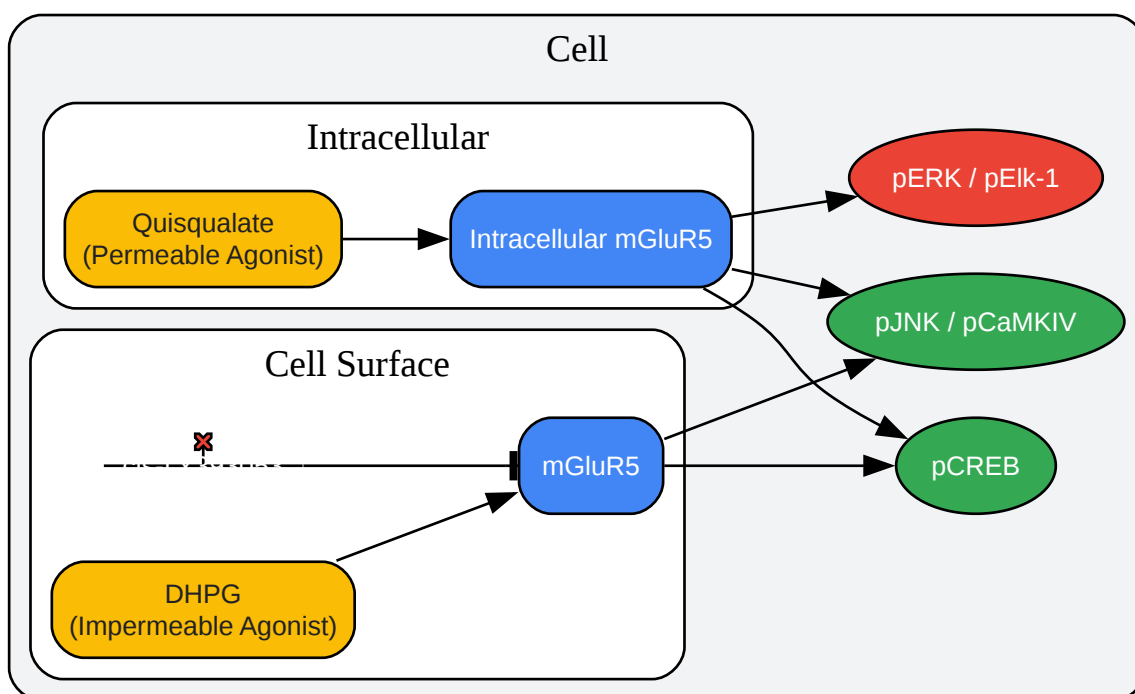 Cell
Intracellular
Quisqualate
(Permeable Agonist)
Intracellular mGluR5
pERK / pElk-1
pJNK / pCaMKIV
Cell Surface
mGluR5
pCREB
DHPG
(Impermeable Agonist)